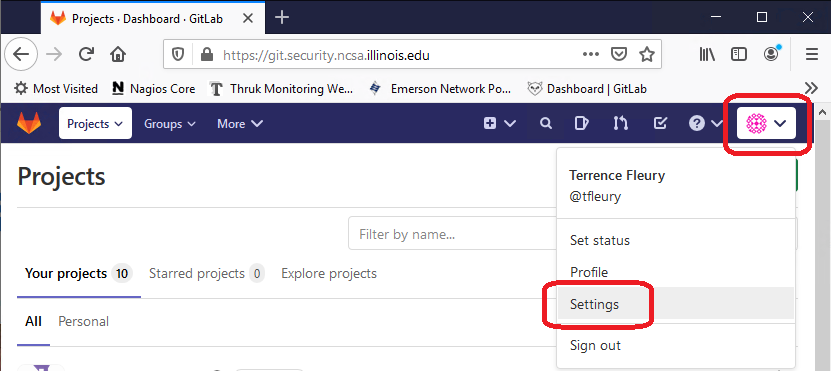 Projects · Dashboard · GitLab
https://git.security.ncsa.illinois.edu
Most Visited Nagios Core Thruk Monitoring We... Emerson Network Po... Dashboard | GitLab
Projects Groups More
Projects
Terrence Fleury
@tfleury
Filter by name...
Set status
Your projects 10 Starred projects 0 Explore projects
Profile
Settings
All Personal
Sign out